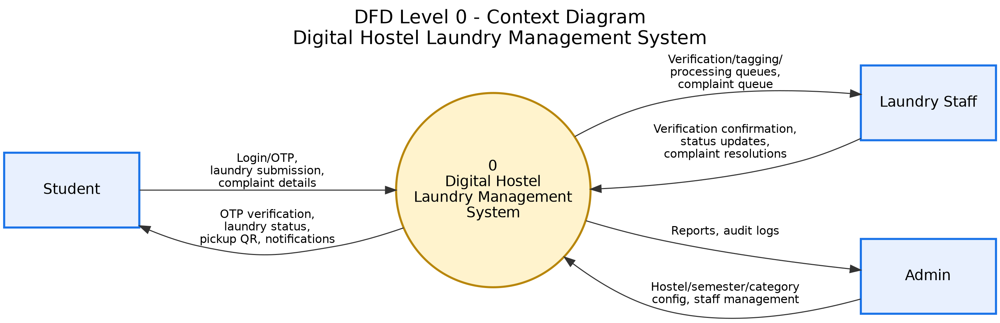 DFD Level 0 - Context Diagram
Digital Hostel Laundry Management System
Student
Login/OTP,
laundry submission,
complaint details
OTP verification,
laundry status,
pickup QR, notifications
0
Digital Hostel
Laundry Management
System
Verification/tagging/
processing queues,
complaint queue
Verification confirmation,
status updates,
complaint resolutions
Laundry Staff
Reports, audit logs
Hostel/semester/category
config, staff management
Admin